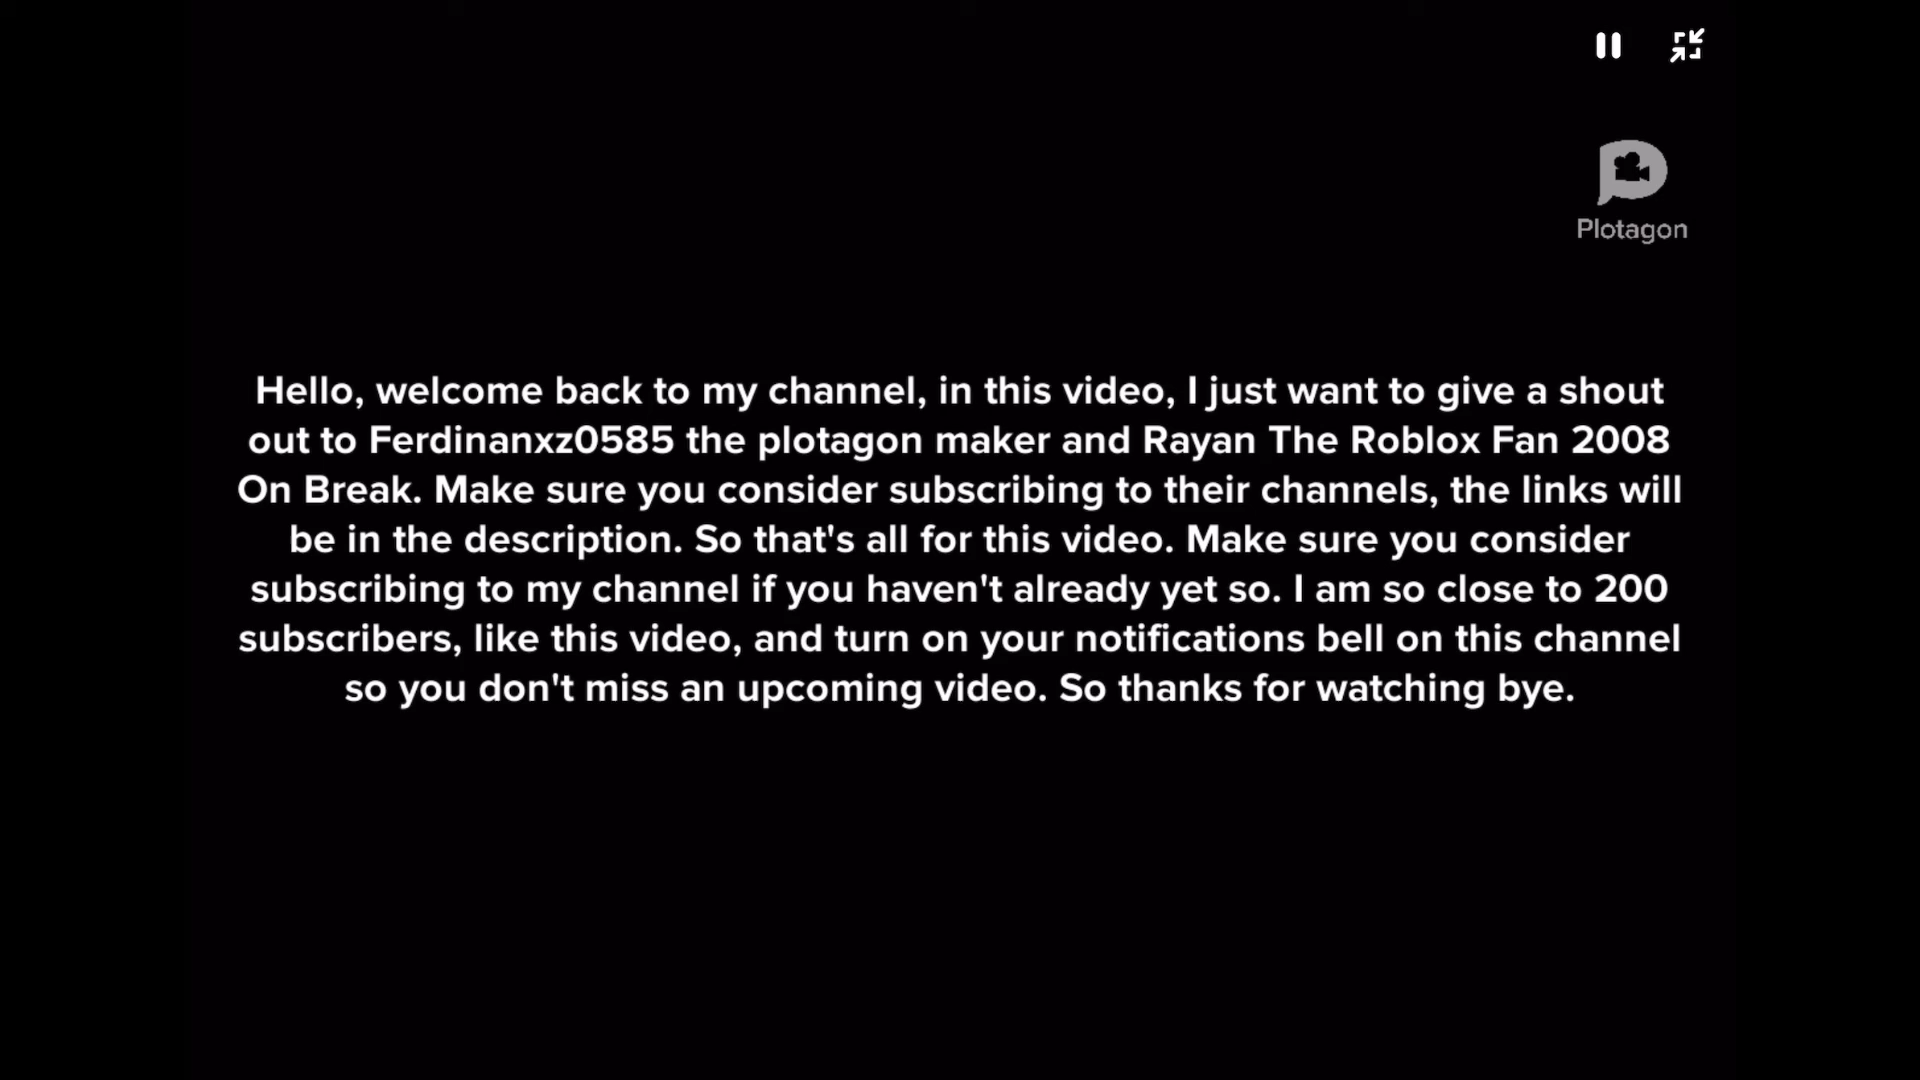 Plotagon
Hello, welcome back to my channel, in this video, I just want to give a shout
out to Ferdinanxz0585 the plotagon maker and Rayan The Roblox Fan 2008
On Break. Make sure you consider subscribing to their channels, the links will
be in the description. So that's all for this video. Make sure you consider
subscribing to my channel if you haven't already yet so. I am so close to 200
subscribers, like this video, and turn on your notifications bell on this channel
so you don't miss an upcoming video. So thanks for watching bye.